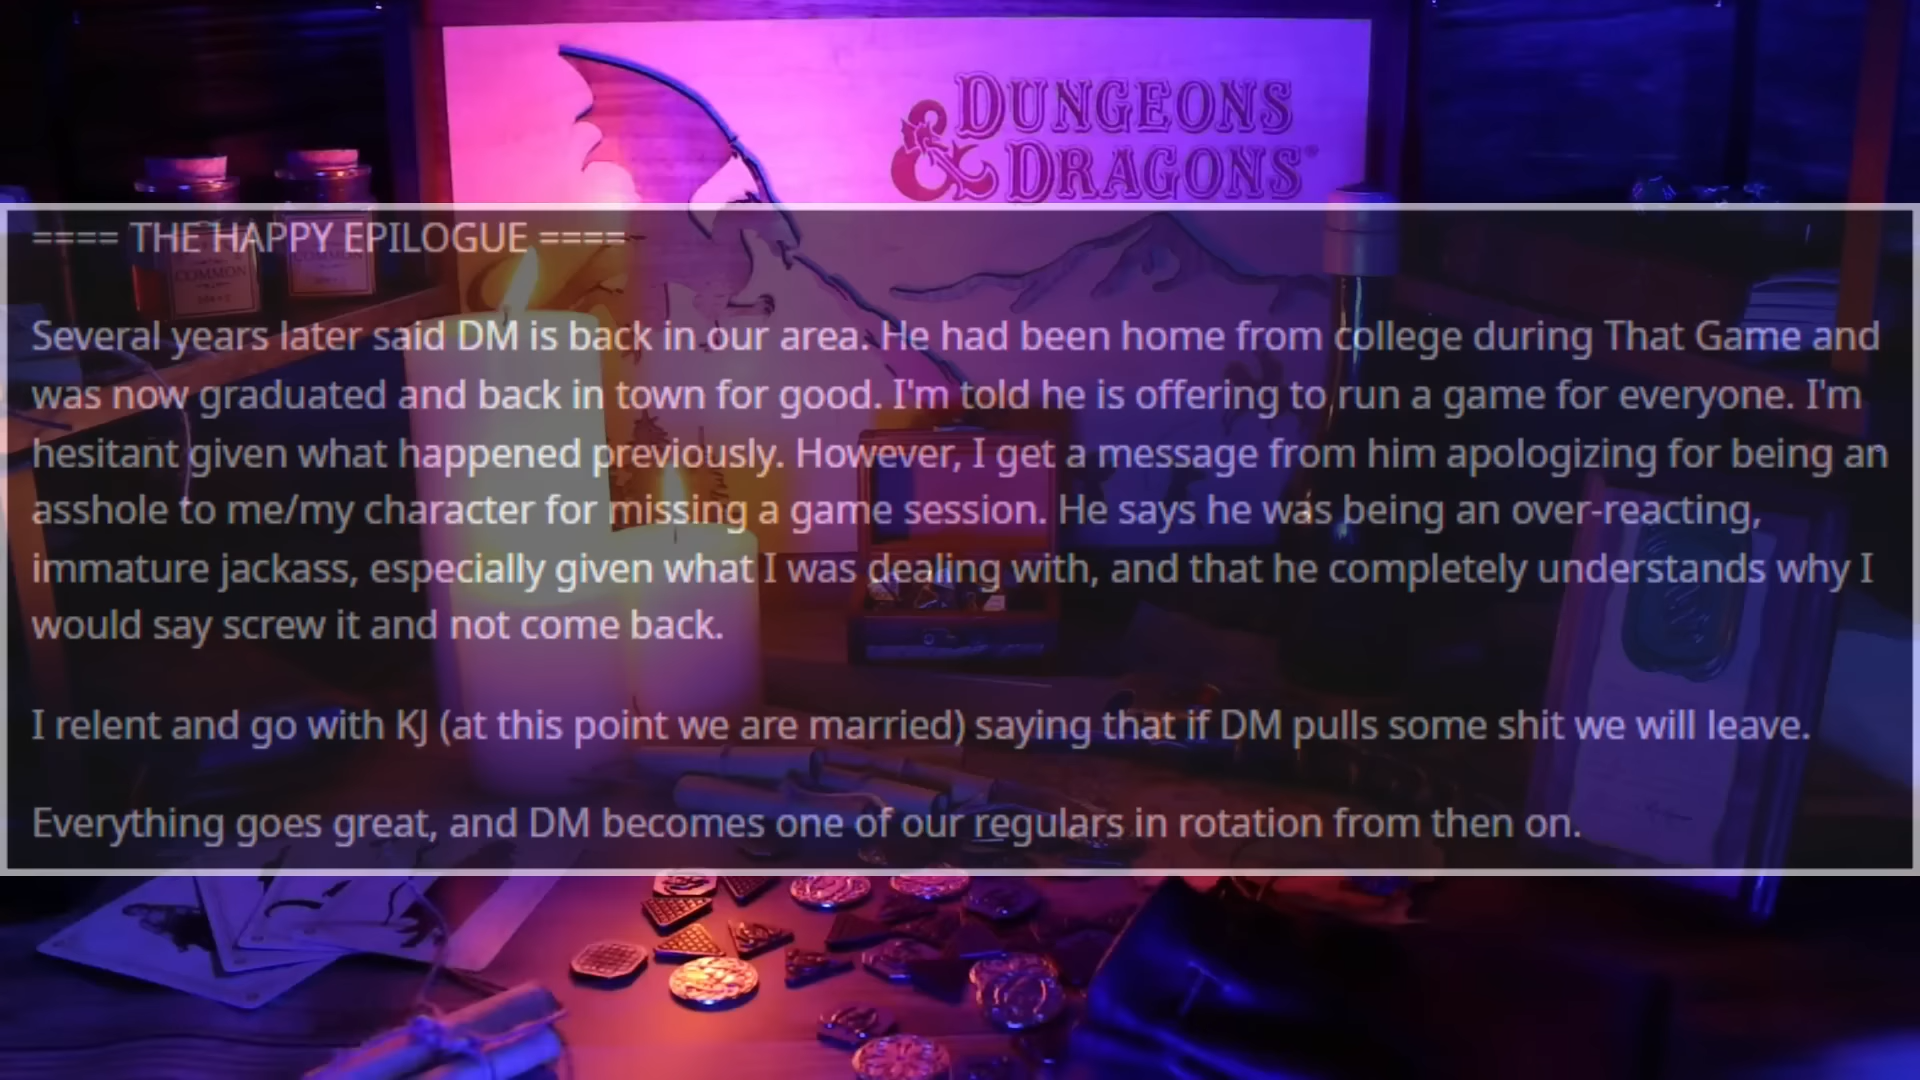 DUNGEONS
& DRAGONS
==== THE HAPPY EPILOGUE ====
COMMON
COMMON
Several years later said DM is back in our area. He had been home from college during That Game and
was now graduated and back in town for good. I'm told he is offering to run a game for everyone. I'm
hesitant given what happened previously. However, I get a message from him apologizing for being an
asshole to me/my character for missing a game session. He says he was being an over-reacting,
immature jackass, especially given what I was dealing with, and that he completely understands why I
would say screw it and not come back.
I relent and go with KJ (at this point we are married) saying that if DM pulls some shit we will leave.
Everything goes great, and DM becomes one of our regulars in rotation from then on.